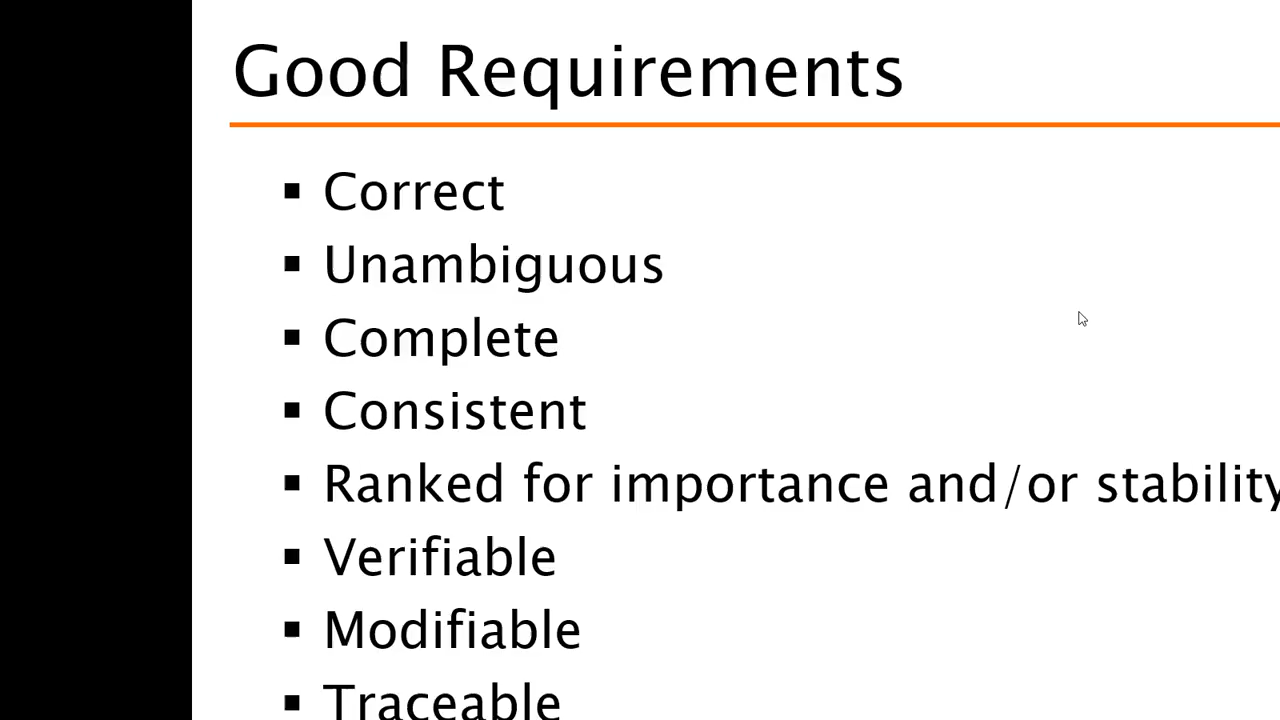 Good Requirements
▪ Correct
▪ Unambiguous
▪ Complete
▪ Consistent
▪ Ranked for importance and/or stability
▪ Verifiable
▪ Modifiable
▪ Traceable